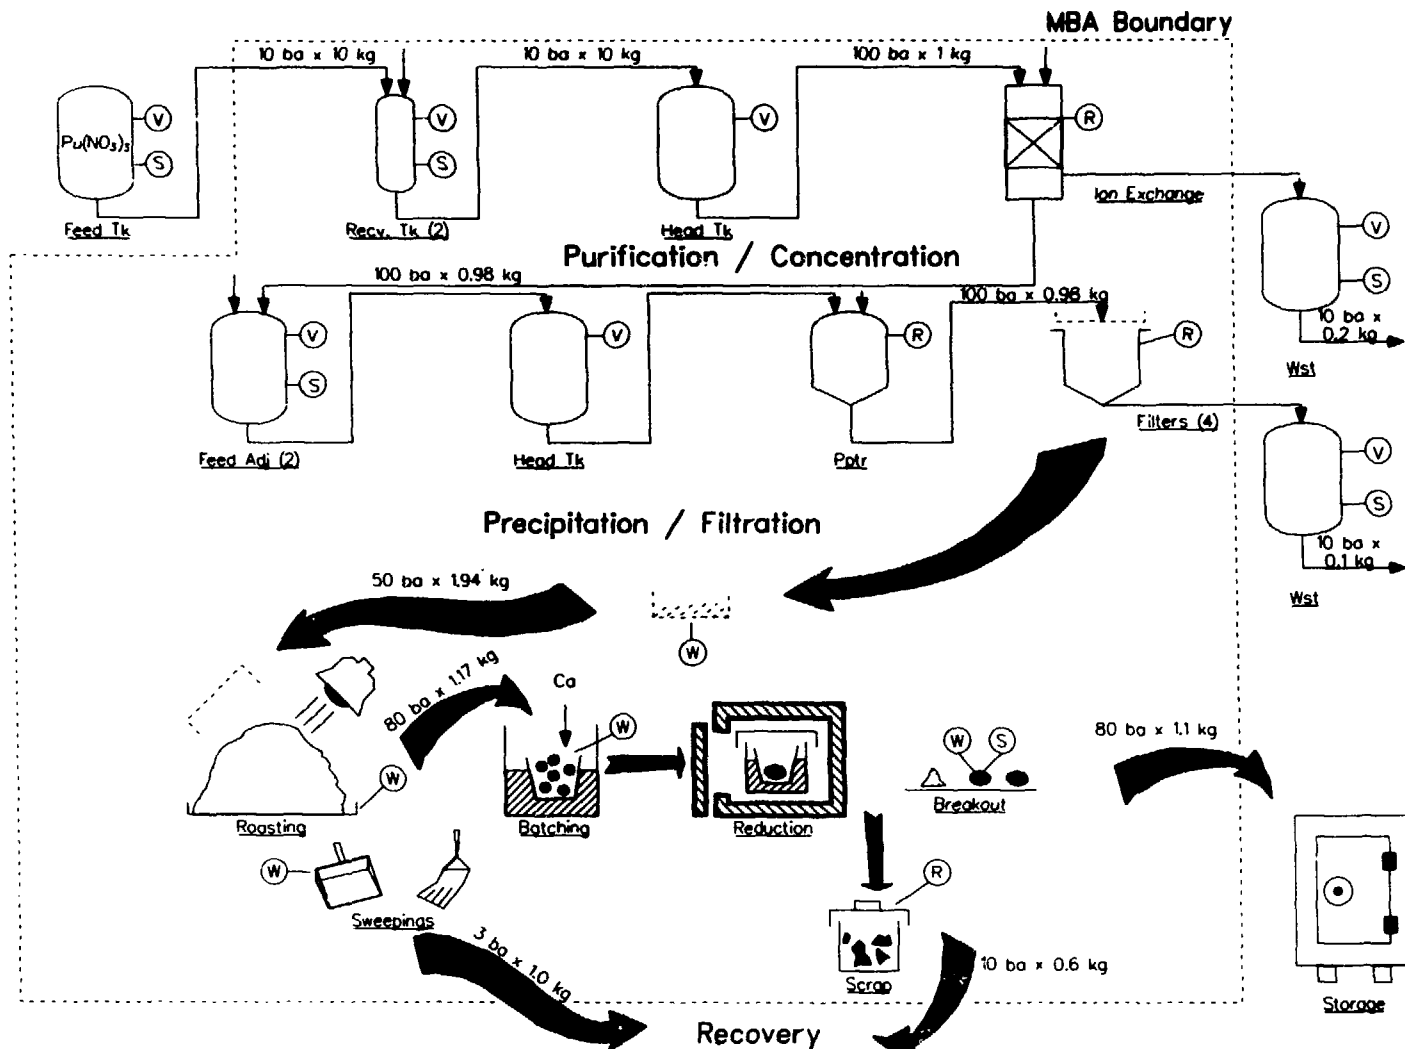 MBA Boundary
10 ba x 10 kg
10 ba x 10 kg
100 ba x 1 kg
Pu(NO₃)₃
V
S
Feed Tk
V
S
Recv. Tk (2)
V
Head Tk
R
Ion Exchange
V
S
10 ba x
0.2 kg
Wst
Purification / Concentration
100 ba x 0.98 kg
100 ba x 0.98 kg
V
S
Feed Adj (2)
V
Head Tk
R
Pptr
R
Filters (4)
V
S
10 ba x
0.1 kg
Wst
Precipitation / Filtration
50 ba x 1.94 kg
W
80 ba x 1.17 kg
W
Roasting
Ca
W
Batching
Reduction
W
S
Breakout
80 ba x 1.1 kg
W
Sweepings
R
Scrap
3 ba x 1.0 kg
10 ba x 0.6 kg
Storage
Recovery